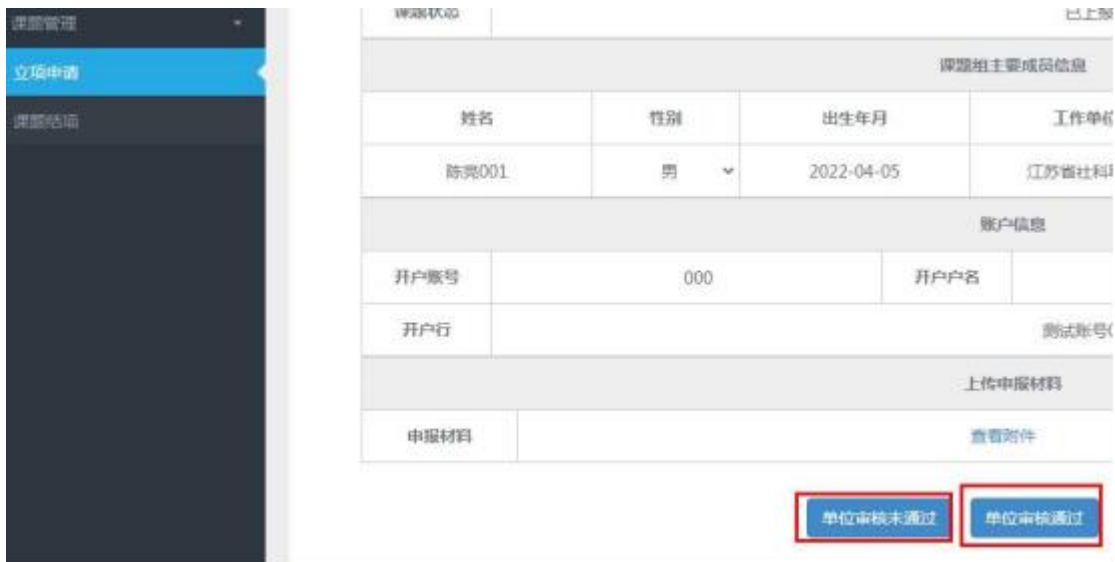 课题管理
课题状态
立项申请
课题组主要成员信息
课题结项
姓名 性别 出生年月 工作单位
陈亮001 男 2022-04-05 江苏省社科
账户信息
开户账号 000 开户户名
开户行 测试账号
上传申报材料
申报材料 查看附件
单位审核未通过 单位审核通过